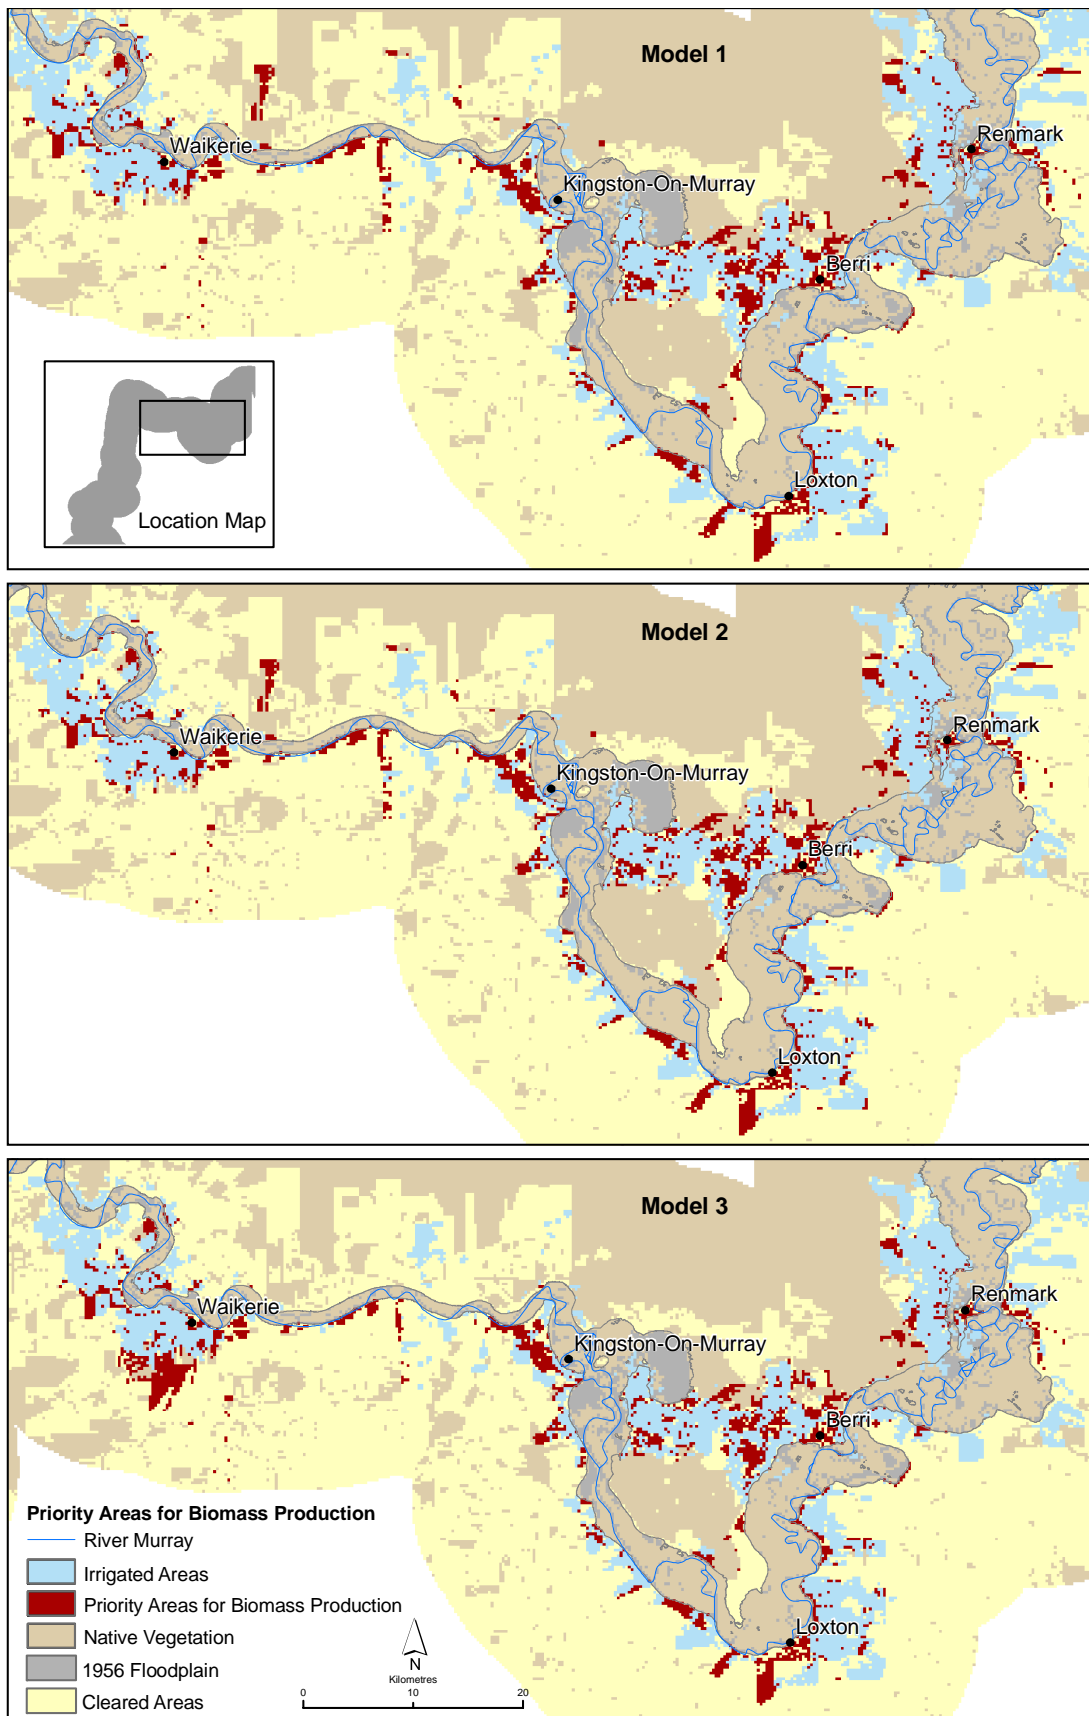 Model 1
Waikerie
Renmark
Kingston-On-Murray
Berri
Loxton
Location Map
Model 2
Waikerie
Renmark
Kingston-On-Murray
Berri
Loxton
Model 3
Waikerie
Renmark
Kingston-On-Murray
Berri
Loxton
Priority Areas for Biomass Production
River Murray
Irrigated Areas
Priority Areas for Biomass Production
Native Vegetation
1956 Floodplain
Cleared Areas
N
Kilometres
0 10 20